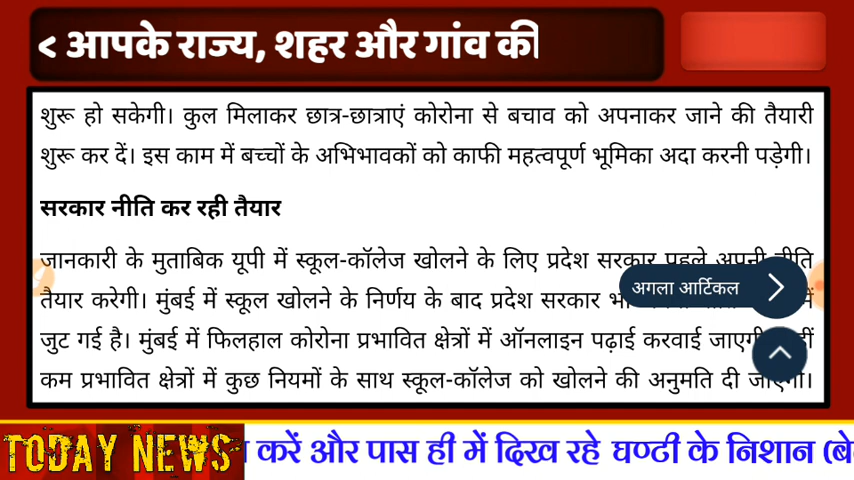 < आपके राज्य, शहर और गांव की
शुरू हो सकेगी। कुल मिलाकर छात्र-छात्राएं कोरोना से बचाव को अपनाकर जाने की तैयारी
शुरू कर दें। इस काम में बच्चों के अभिभावकों को काफी महत्वपूर्ण भूमिका अदा करनी पड़ेगी।
सरकार नीति कर रही तैयार
जानकारी के मुताबिक यूपी में स्कूल-कॉलेज खोलने के लिए प्रदेश सरकार पहले अपनी नीति
अगला आर्टिकल
तैयार करेगी। मुंबई में स्कूल खोलने के निर्णय के बाद प्रदेश सरकार में
जुट गई है। मुंबई में फिलहाल कोरोना प्रभावित क्षेत्रों में ऑनलाइन पढ़ाई करवाई
कम प्रभावित क्षेत्रों में कुछ नियमों के साथ स्कूल-कॉलेज को खोलने की अनुमति दी जाएगी।
TODAY NEWS करें और पास ही में दिख रहे घण्टी के निशान